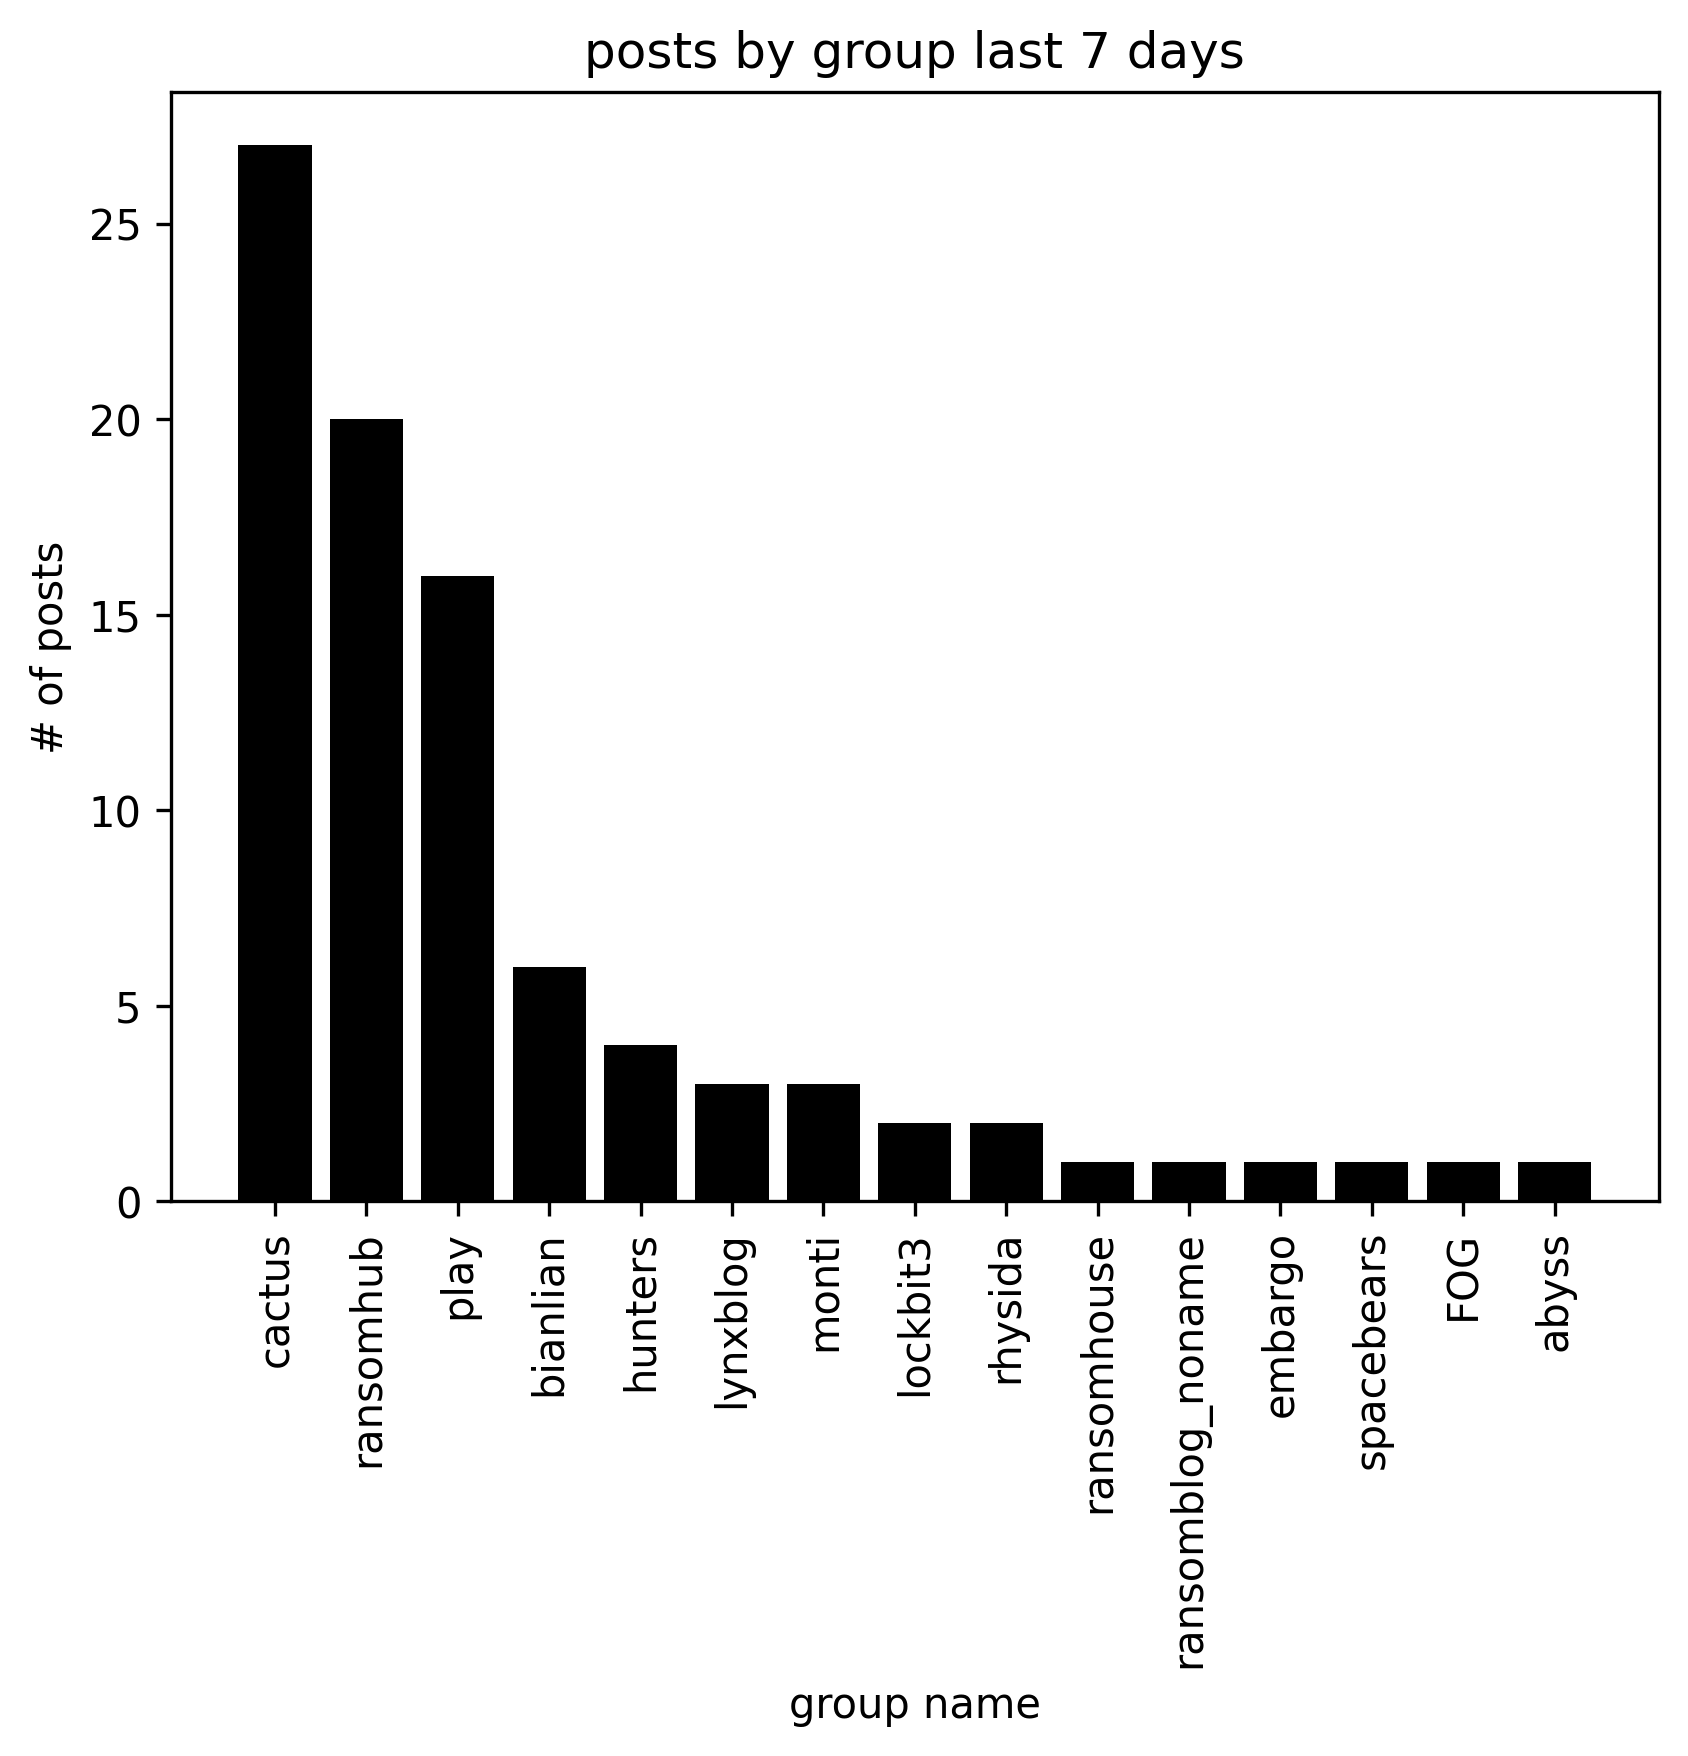 posts by group last 7 days
# of posts
25
20
15
10
5
0
cactus
ransomhub
play
bianlian
hunters
lynxblog
monti
lockbit3
rhysida
ransomhouse
ransomblog_noname
embargo
spacebears
FOG
abyss
group name